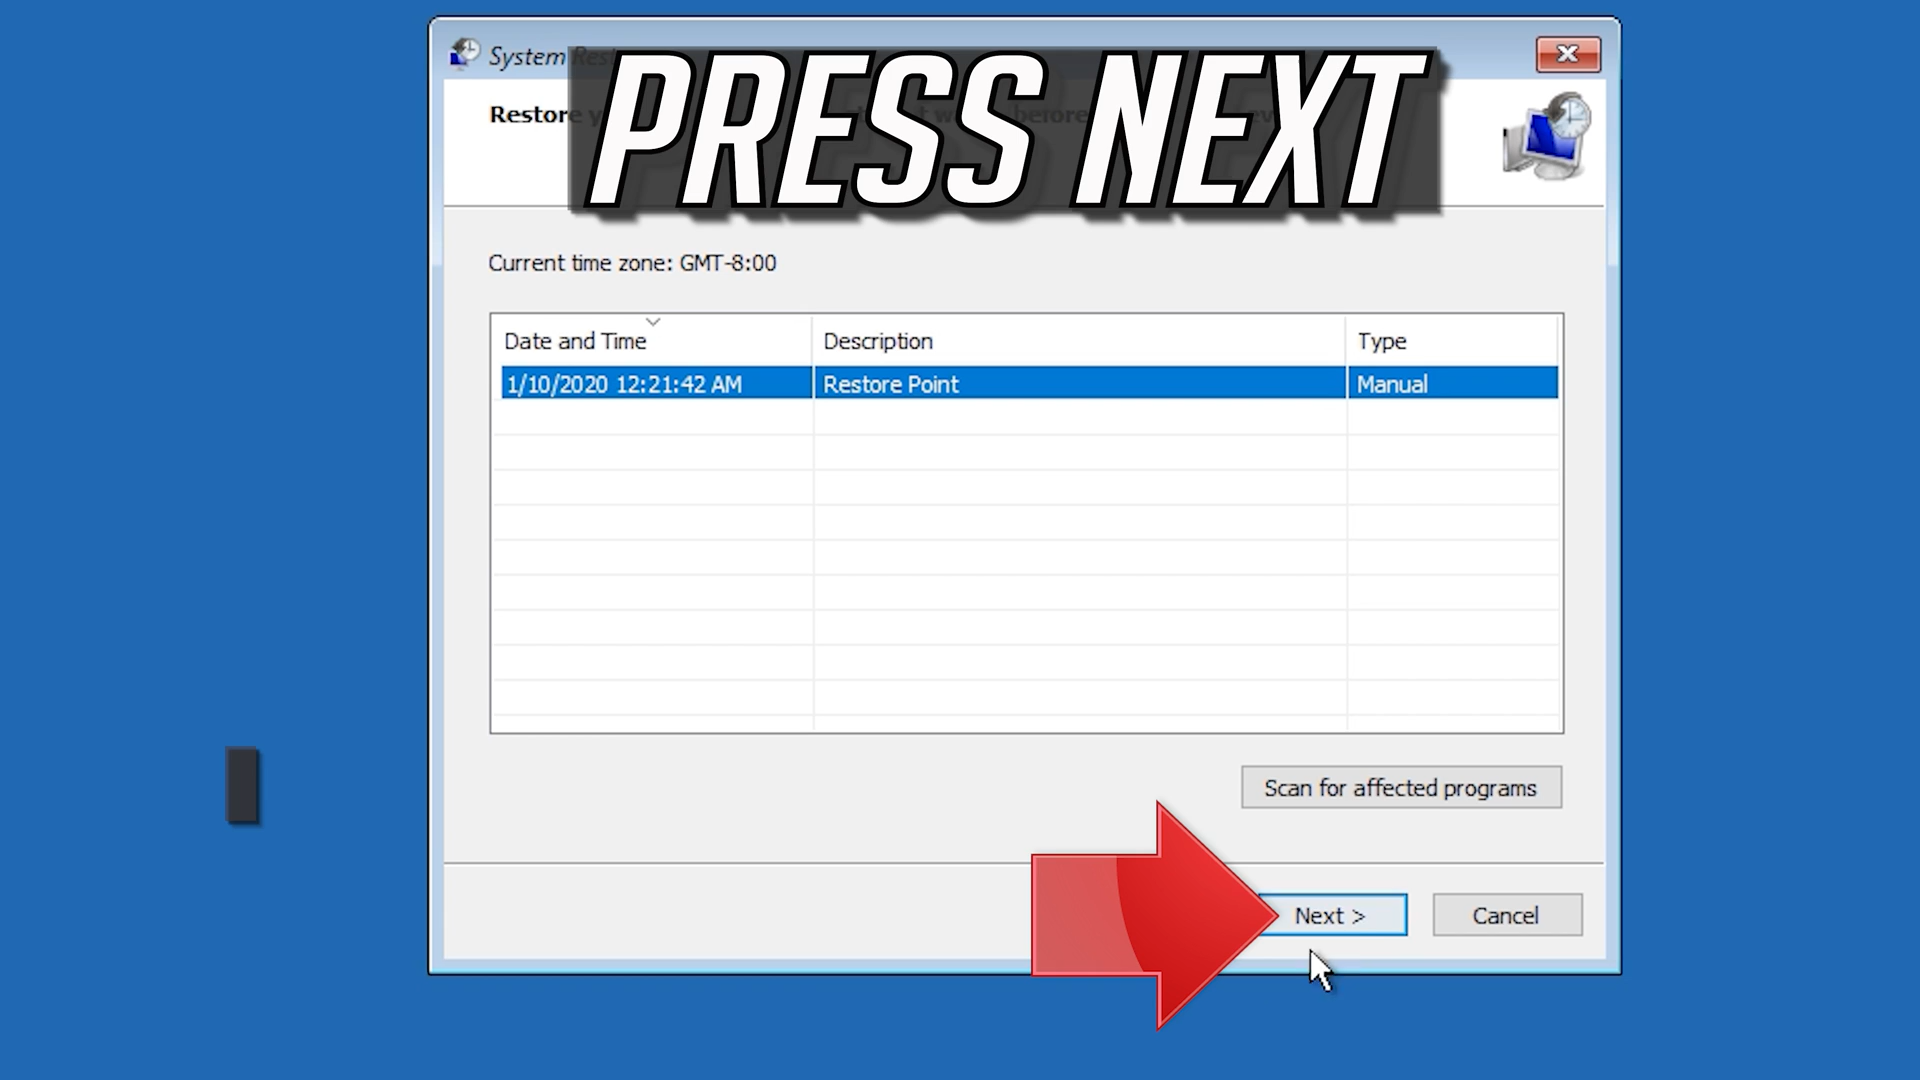 System
PRESS NEXT
Restore
before
Current time zone: GMT-8:00
Date and Time Description Type
1/10/2020 12:21:42 AM Restore Point Manual
Scan for affected programs
Next > Cancel